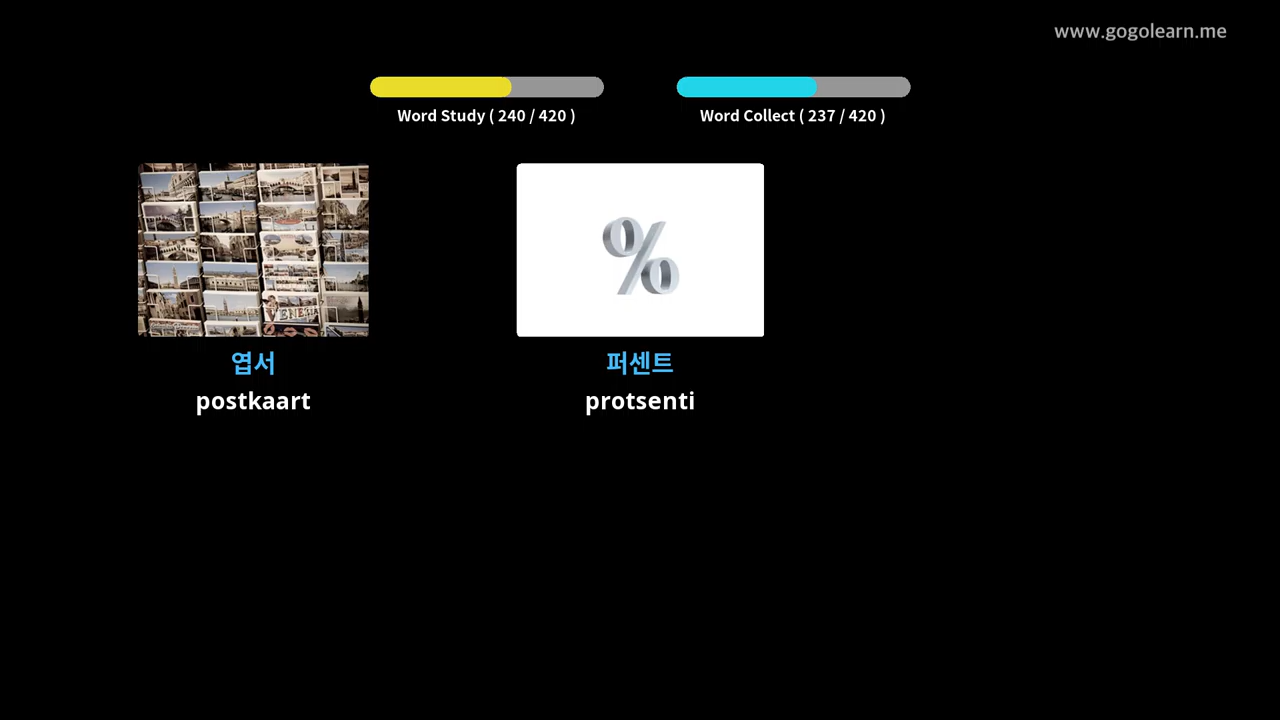 www.gogolearn.me
Word Study ( 240 / 420 )
Word Collect ( 237 / 420 )
%
엽서
퍼센트
postkaart
protsenti